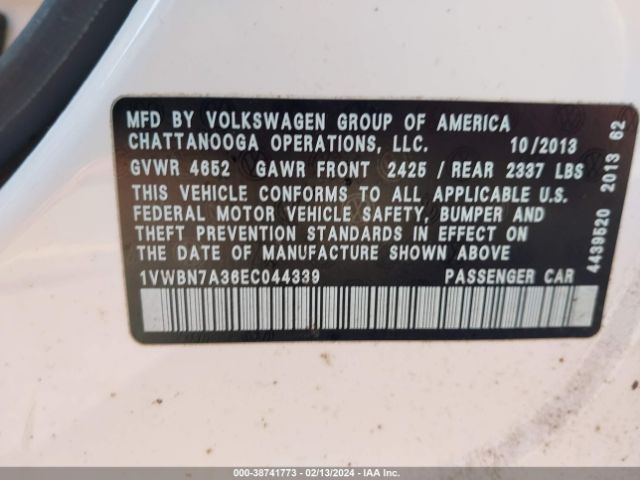 MFD BY VOLKSWAGEN GROUP OF AMERICA
CHATTANOOGA OPERATIONS, LLC. 10/2013
GVWR 4652 GAWR FRONT 2425 / REAR 2337 LBS
THIS VEHICLE CONFORMS TO ALL APPLICABLE U.S.
FEDERAL MOTOR VEHICLE SAFETY, BUMPER AND
THEFT PREVENTION STANDARDS IN EFFECT ON
THE DATE OF MANUFACTURE SHOWN ABOVE
1VWBN7A36EC044339 PASSENGER CAR
4439520 2013 62
000-38741773 - 02/13/2024 - IAA Inc.